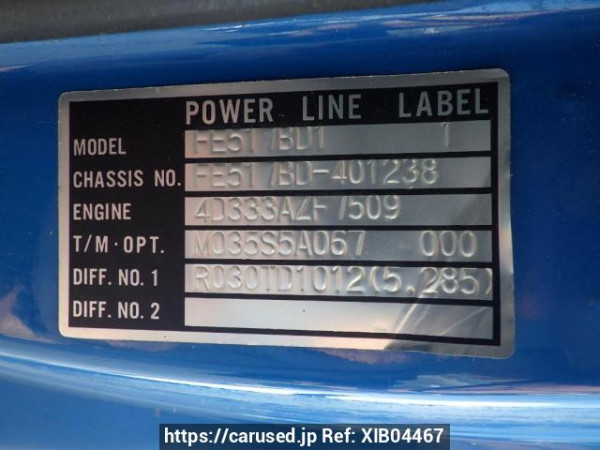 POWER LINE LABEL
MODEL FE517BD1 1
CHASSIS NO. FE517BD-401238
ENGINE
T/M·OPT. M035S5A067 000
DIFF. NO. 1 R030TD1012(5.285)
DIFF. NO. 2
https://carused.jp Ref: XIB04467